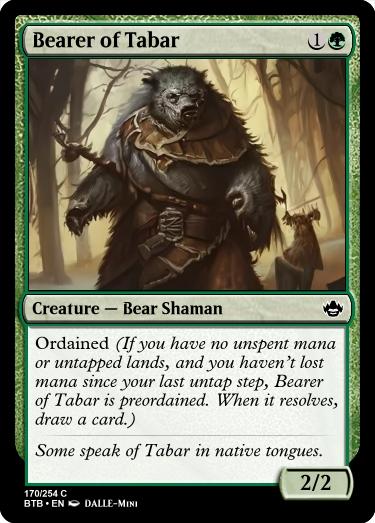 Bearer of Tabar 1
Creature — Bear Shaman
Ordained (If you have no unspent mana
or untapped lands, and you haven't lost
mana since your last untap step, Bearer
of Tabar is preordained. When it resolves,
draw a card.)
Some speak of Tabar in native tongues.
2/2
170/254 C
BTB • EN DALLE-Mini